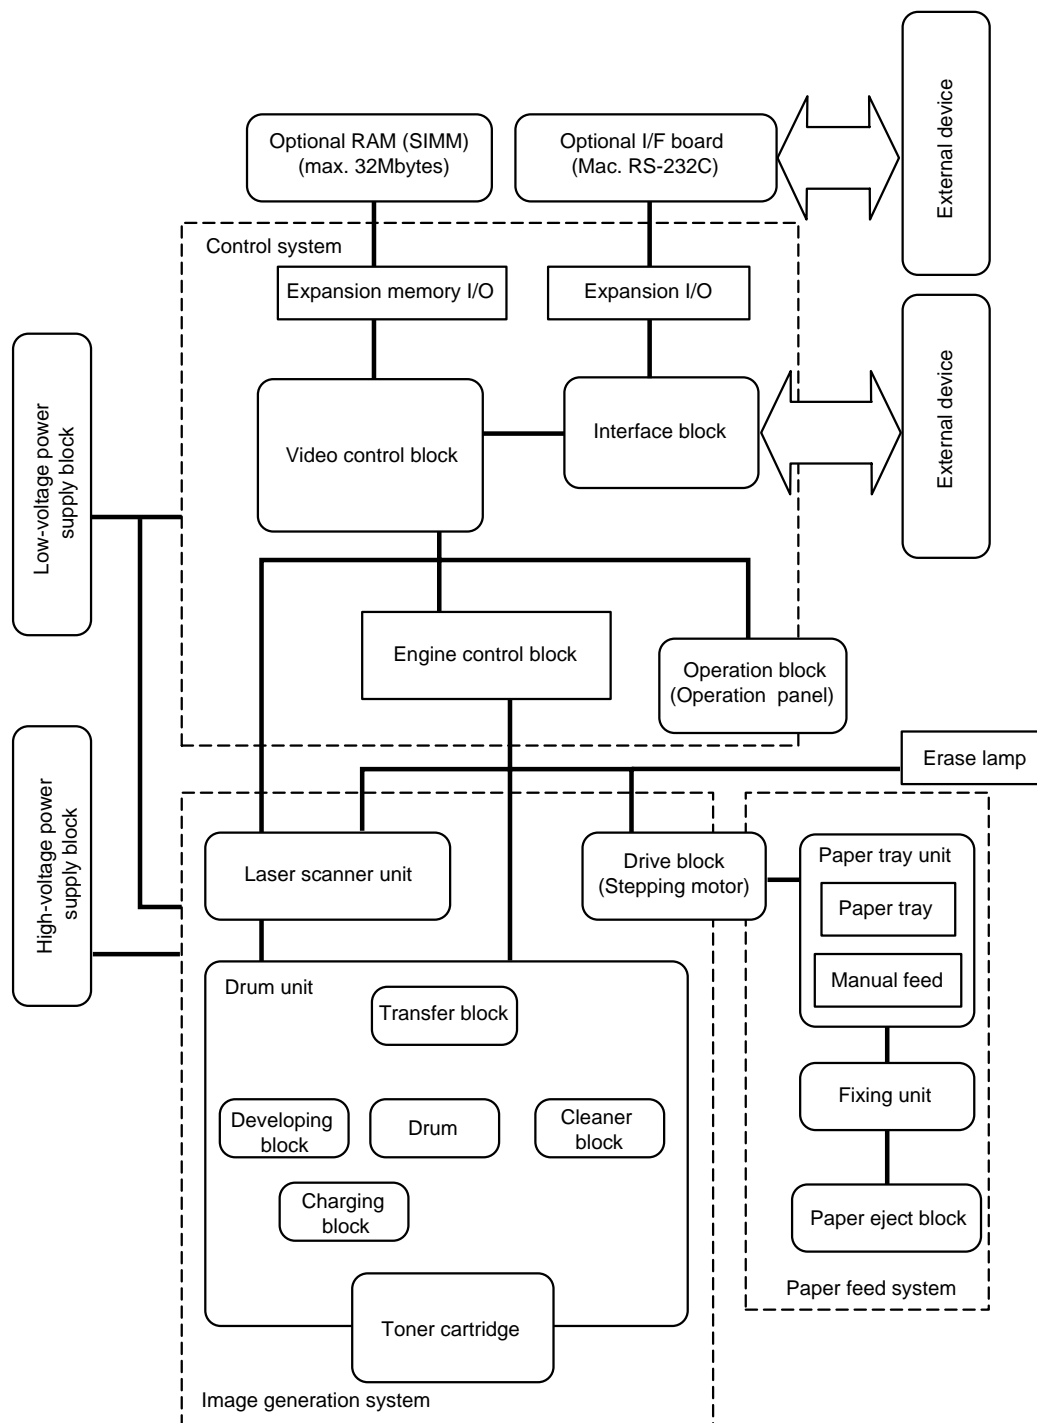 Optional RAM (SIMM)
(max. 32Mbytes)
Optional I/F board
(Mac. RS-232C)
External device
Control system
Expansion memory I/O
Expansion I/O
Low-voltage power
supply block
Video control block
Interface block
External device
Engine control block
Operation block
(Operation panel)
High-voltage power
supply block
Erase lamp
Laser scanner unit
Drive block
(Stepping motor)
Paper tray unit
Paper tray
Manual feed
Drum unit
Transfer block
Developing
block
Drum
Cleaner
block
Fixing unit
Charging
block
Paper eject block
Paper feed system
Toner cartridge
Image generation system